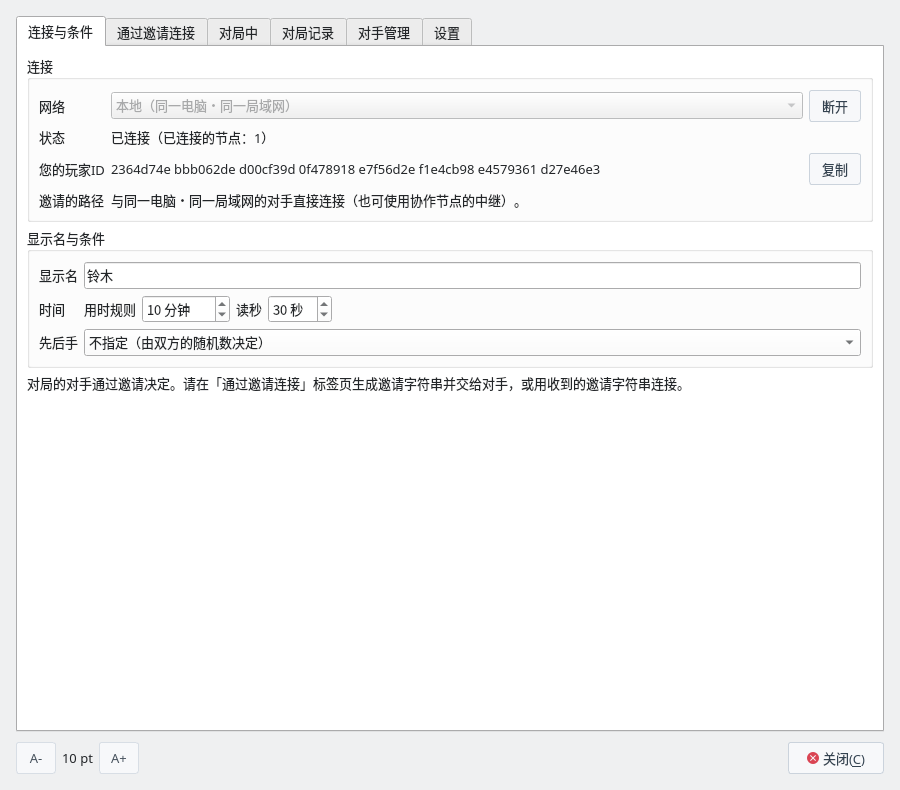 连接与条件 通过邀请连接 对局中 对局记录 对手管理 设置
连接
网络 本地（同一电脑・同一局域网） 断开
状态 已连接（已连接的节点：1）
您的玩家ID 2364d74e bbb062de d00cf39d 0f478918 e7f56d2e f1e4cb98 e4579361 d27e46e3 复制
邀请的路径 与同一电脑・同一局域网的对手直接连接（也可使用协作节点的中继）。
显示名与条件
显示名 铃木
时间 用时规则 10 分钟 读秒 30 秒
先后手 不指定（由双方的随机数决定）
对局的对手通过邀请决定。请在「通过邀请连接」标签页生成邀请字符串并交给对手，或用收到的邀请字符串连接。
A- 10 pt A+ 关闭(C)